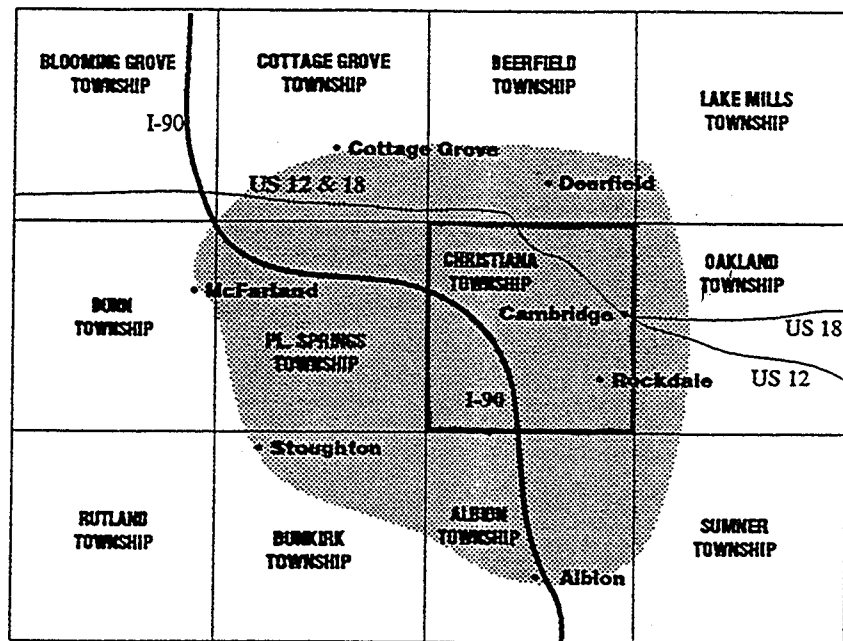 BLOOMING GROVE
TOWNSHIP
COTTAGE GROVE
TOWNSHIP
DEERFIELD
TOWNSHIP
LAKE MILLS
TOWNSHIP
I-90
Cottage Grove
Deerfield
US 12 & 18
CHRISTIANA
TOWNSHIP
OAKLAND
TOWNSHIP
McFarland
DUNN
TOWNSHIP
Cambridge
US 18
PL. SPRINGS
TOWNSHIP
Rockdale
US 12
I-90
Stoughton
RUTLAND
TOWNSHIP
DUNKIRK
TOWNSHIP
ALBION
TOWNSHIP
SUMNER
TOWNSHIP
Albion